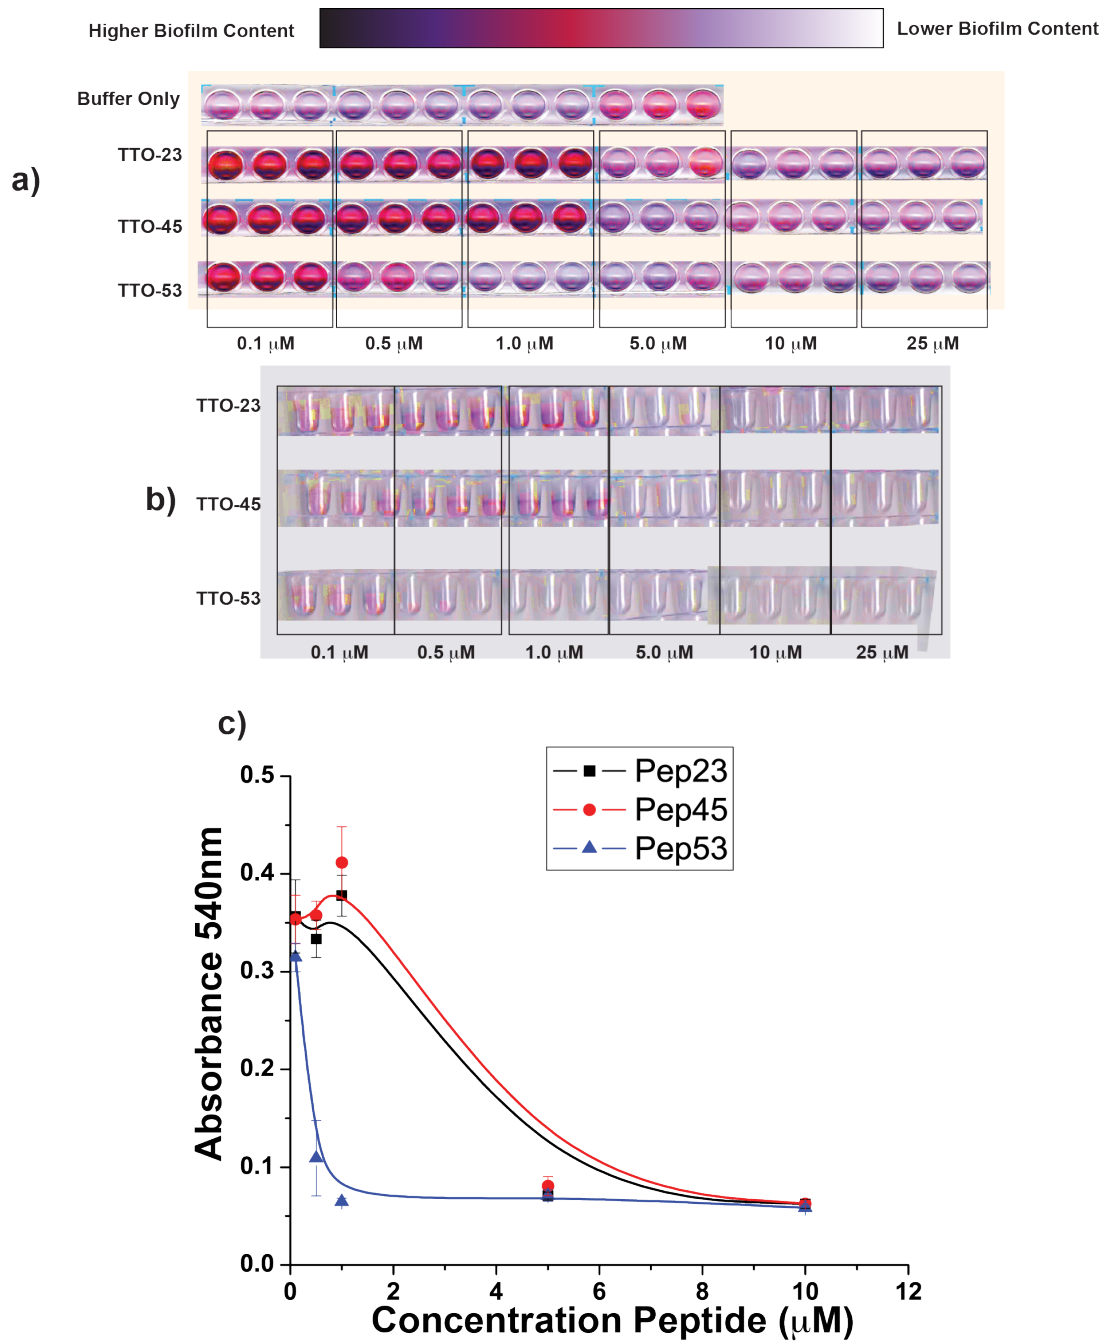 Higher Biofilm Content
Lower Biofilm Content
Buffer Only
a)
TTO-23
TTO-45
TTO-53
0.1 μM 0.5 μM 1.0 μM 5.0 μM 10 μM 25 μM
b)
TTO-23
TTO-45
TTO-53
0.1 μM 0.5 μM 1.0 μM 5.0 μM 10 μM 25 μM
c)
Pep23
Pep45
Pep53
Absorbance 540nm
0.5
0.4
0.3
0.2
0.1
0.0
0 2 4 6 8 10 12
Concentration Peptide (μM)